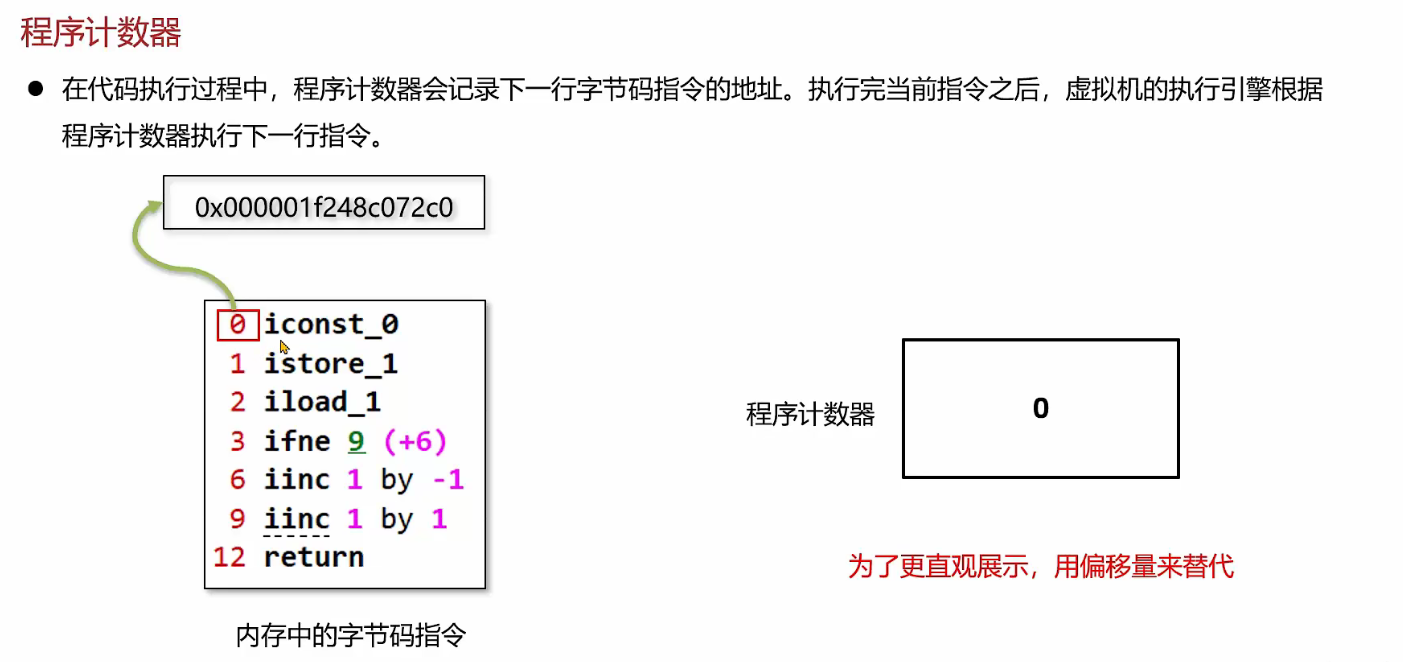 程序计数器
● 在代码执行过程中，程序计数器会记录下一行字节码指令的地址。执行完当前指令之后，虚拟机的执行引擎根据
程序计数器执行下一行指令。
0x000001f248c072c0
0 iconst_0
1 istore_1
2 iload_1
3 ifne 9 (+6)
6 iinc 1 by -1
9 iinc 1 by 1
12 return
内存中的字节码指令
程序计数器
0
为了更直观展示，用偏移量来替代